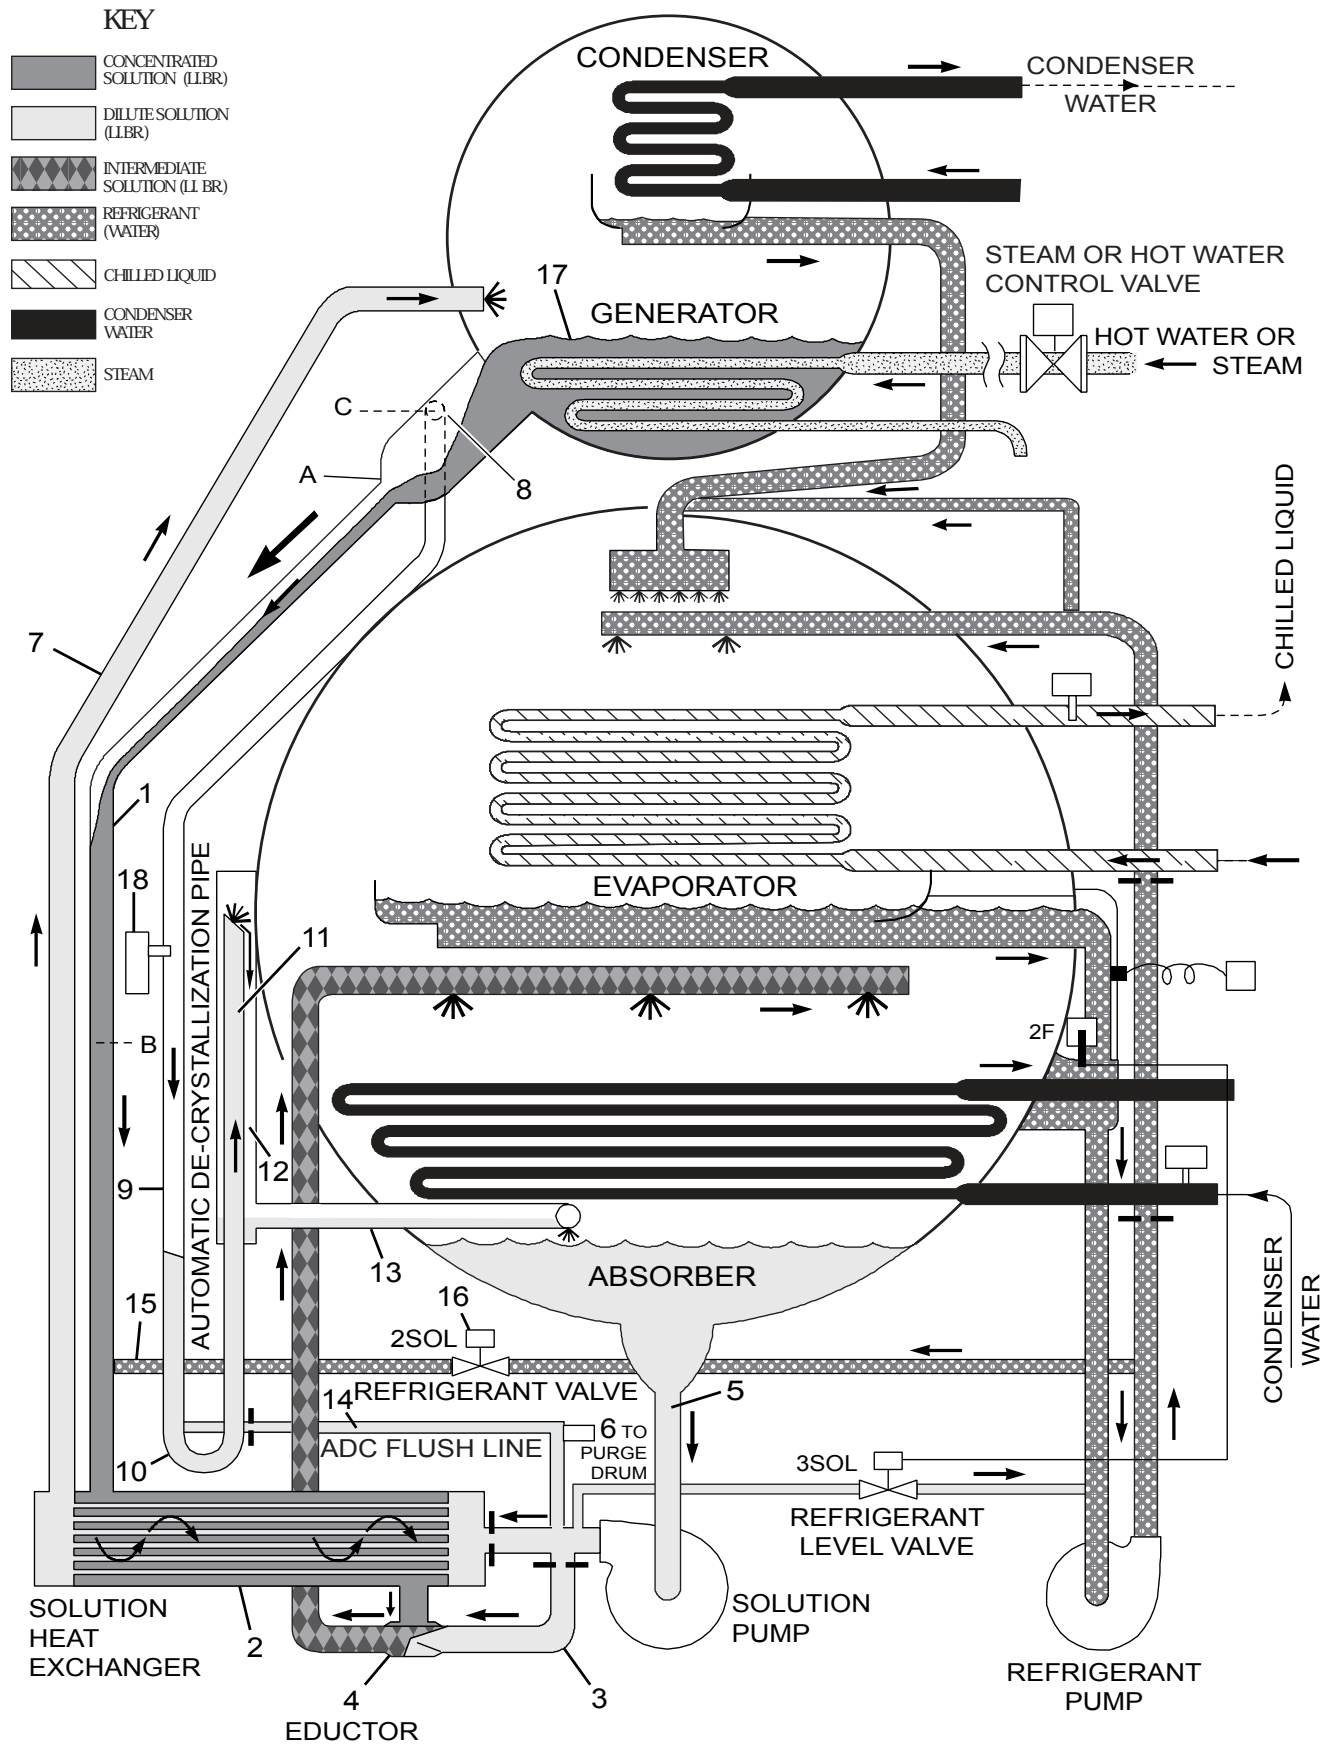 KEY
CONCENTRATED
SOLUTION (LI.BR.)
DILUTE SOLUTION
(LI.BR.)
INTERMEDIATE
SOLUTION (LI. BR.)
REFRIGERANT
(WATER)
CHILLED LIQUID
CONDENSER
WATER
STEAM
CONDENSER
CONDENSER
WATER
STEAM OR HOT WATER
CONTROL VALVE
HOT WATER OR
STEAM
17
GENERATOR
C
A
8
7
CHILLED LIQUID
1
EVAPORATOR
18
AUTOMATIC DE-CRYSTALLIZATION PIPE
11
B
2F
12
9
13
ABSORBER
15
16
2SOL
REFRIGERANT VALVE
CONDENSER
WATER
5
14
ADC FLUSH LINE
6 TO
PURGE
DRUM
10
3SOL
REFRIGERANT
LEVEL VALVE
SOLUTION
HEAT
EXCHANGER
2
SOLUTION
PUMP
4
EDUCTOR
3
REFRIGERANT
PUMP